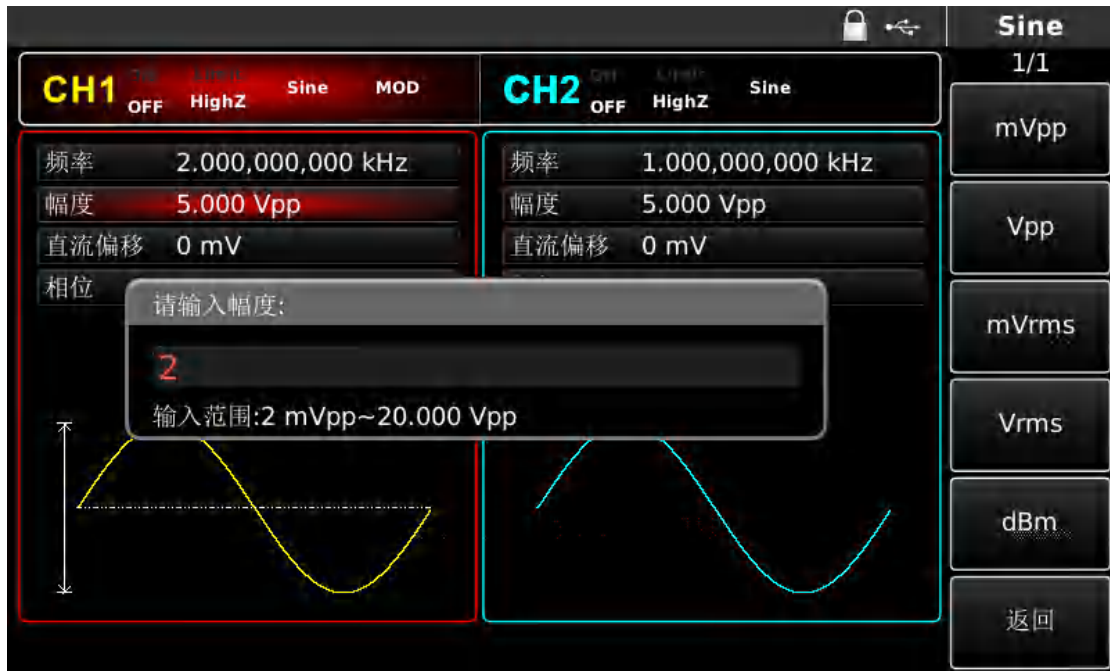 Sine
1/1
CH1 OFF HighZ Sine MOD
CH2 OFF HighZ Sine
频率 2.000,000,000 kHz
幅度 5.000 Vpp
直流偏移 0 mV
相位
频率 1.000,000,000 kHz
幅度 5.000 Vpp
直流偏移 0 mV
请输入幅度:
2
输入范围:2 mVpp~20.000 Vpp
mVpp
Vpp
mVrms
Vrms
dBm
返回